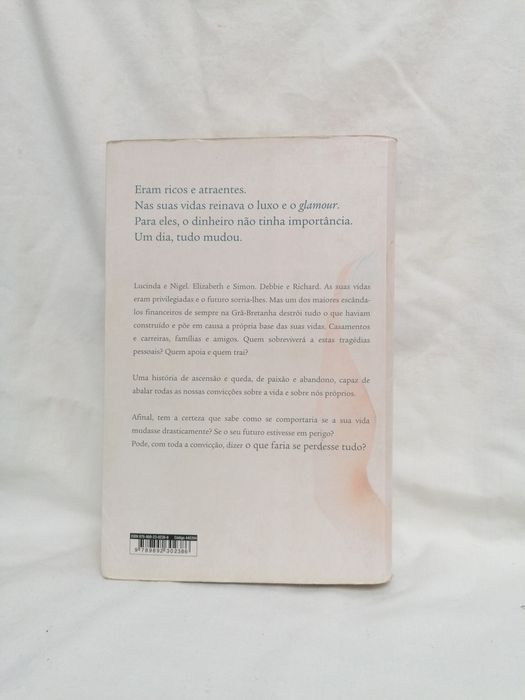 Eram ricos e atraentes.
Nas suas vidas reinava o luxo e o glamour.
Para eles, o dinheiro não tinha importância.
Um dia, tudo mudou.
Lucinda e Nigel. Elizabeth e Simon. Debbie e Richard. As suas vidas
eram privilegiadas e o futuro sorria-lhes. Mas um dos maiores escânda-
los financeiros de sempre na Grã-Bretanha destrói tudo o que haviam
construído e põe em causa a própria base das suas vidas. Casamentos
e carreiras, famílias e amigos. Quem sobreviverá a estas tragédias
pessoais? Quem apoia e quem trai?
Uma história de ascensão e queda, de paixão e abandono, capaz de
abalar todas as nossas convicções sobre a vida e sobre nós próprios.
Afinal, tem a certeza que sabe como se comportaria se a sua vida
mudasse drasticamente? Se o seu futuro estivesse em perigo?
Pode, com toda a convicção, dizer o que faria se perdesse tudo?
9 789892 302386